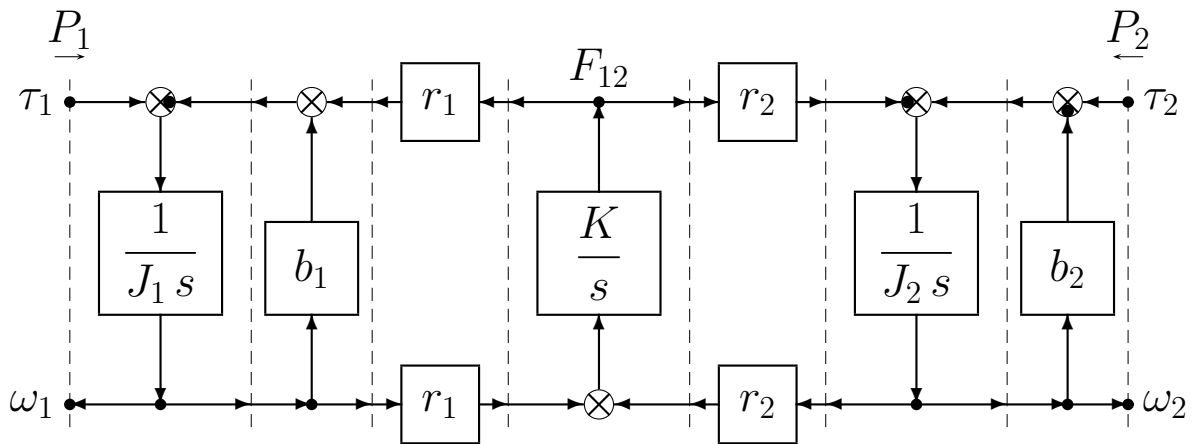 P₁ P₂
F₁₂
τ₁ r₁ r₂ τ₂
1 K 1
J₁ s b₁ s J₂ s b₂
ω₁ r₁ r₂ ω₂